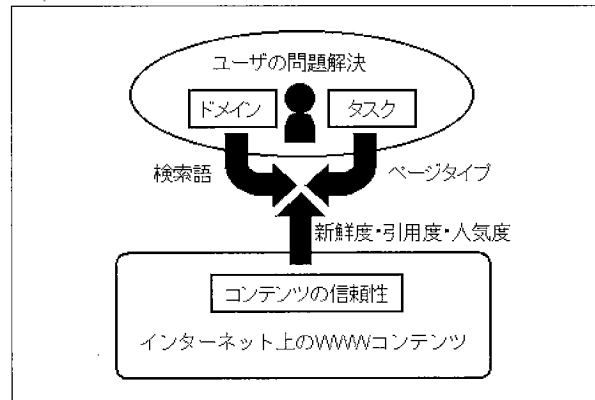 ユーザの問題解決
ドメイン
タスク
検索語
ページタイプ
新鮮度・引用度・人気度
コンテンツの信頼性
インターネット上のWWWコンテンツ